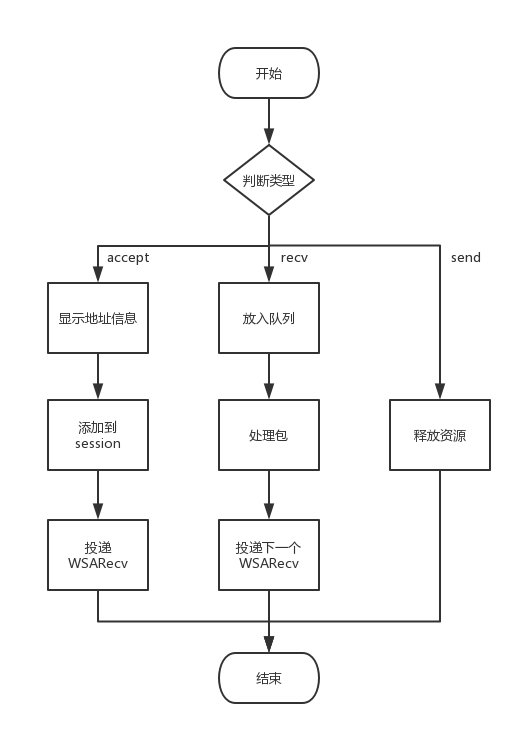 开始
判断类型
accept
recv
send
显示地址信息
放入队列
添加到
session
处理包
释放资源
投递
WSARecv
投递下一个
WSARecv
结束